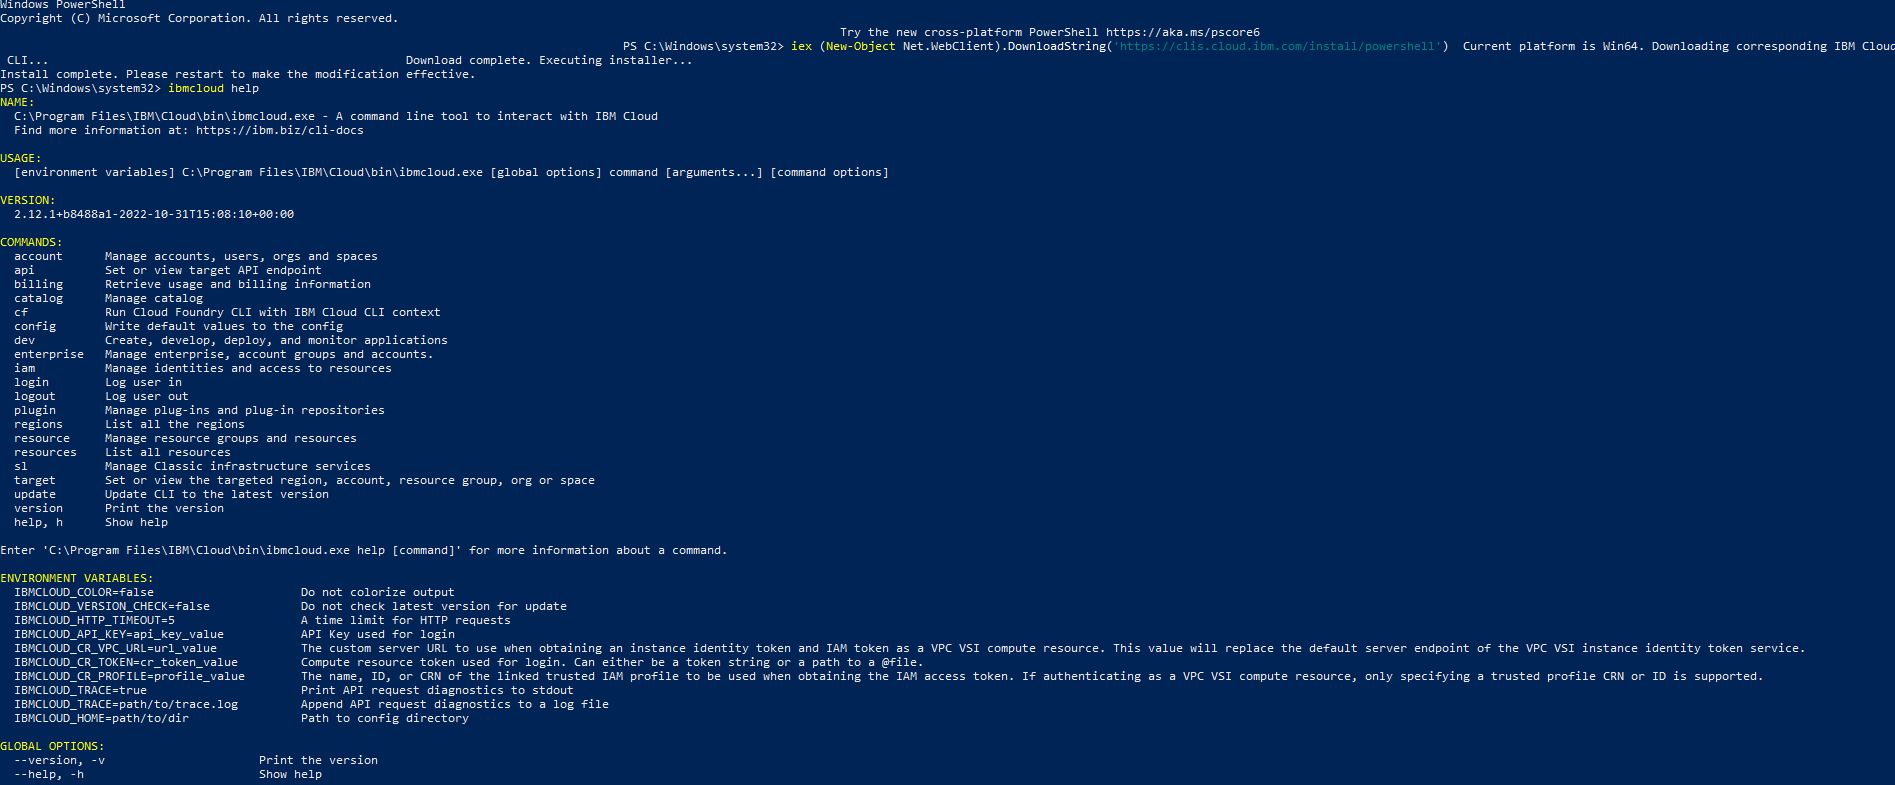 Windows PowerShell
Copyright (C) Microsoft Corporation. All rights reserved.
Try the new cross-platform PowerShell https://aka.ms/pscore6
PS C:\Windows\system32> iex (New-Object Net.WebClient).DownloadString('https://clis.cloud.ibm.com/install/powershell')  Current platform is Win64. Downloading corresponding IBM Cloud
CLI...                                                   Download complete. Executing installer...
Install complete. Please restart to make the modification effective.
PS C:\Windows\system32> ibmcloud help
NAME:
  C:\Program Files\IBM\Cloud\bin\ibmcloud.exe - A command line tool to interact with IBM Cloud
  Find more information at: https://ibm.biz/cli-docs
USAGE:
  [environment variables] C:\Program Files\IBM\Cloud\bin\ibmcloud.exe [global options] command [arguments...] [command options]
VERSION:
  2.12.1+b8488a1-2022-10-31T15:08:10+00:00
COMMANDS:
  account      Manage accounts, users, orgs and spaces
  api          Set or view target API endpoint
  billing      Retrieve usage and billing information
  catalog      Manage catalog
  cf           Run Cloud Foundry CLI with IBM Cloud CLI context
  config       Write default values to the config
  dev          Create, develop, deploy, and monitor applications
  enterprise   Manage enterprise, account groups and accounts.
  iam          Manage identities and access to resources
  login        Log user in
  logout       Log user out
  plugin       Manage plug-ins and plug-in repositories
  regions      List all the regions
  resource     Manage resource groups and resources
  resources    List all resources
  sl           Manage Classic infrastructure services
  target       Set or view the targeted region, account, resource group, org or space
  update       Update CLI to the latest version
  version      Print the version
  help, h      Show help
Enter 'C:\Program Files\IBM\Cloud\bin\ibmcloud.exe help [command]' for more information about a command.
ENVIRONMENT VARIABLES:
  IBMCLOUD_COLOR=false                     Do not colorize output
  IBMCLOUD_VERSION_CHECK=false             Do not check latest version for update
  IBMCLOUD_HTTP_TIMEOUT=5                  A time limit for HTTP requests
  IBMCLOUD_API_KEY=api_key_value           API Key used for login
  IBMCLOUD_CR_VPC_URL=url_value            The custom server URL to use when obtaining an instance identity token and IAM token as a VPC VSI compute resource. This value will replace the default server endpoint of the VPC VSI instance identity token service.
  IBMCLOUD_CR_TOKEN=cr_token_value         Compute resource token used for login. Can either be a token string or a path to a @file.
  IBMCLOUD_CR_PROFILE=profile_value        The name, ID, or CRN of the linked trusted IAM profile to be used when obtaining the IAM access token. If authenticating as a VPC VSI compute resource, only specifying a trusted profile CRN or ID is supported.
  IBMCLOUD_TRACE=true                      Print API request diagnostics to stdout
  IBMCLOUD_TRACE=path/to/trace.log         Append API request diagnostics to a log file
  IBMCLOUD_HOME=path/to/dir                Path to config directory
GLOBAL OPTIONS:
  --version, -v                      Print the version
  --help, -h                         Show help